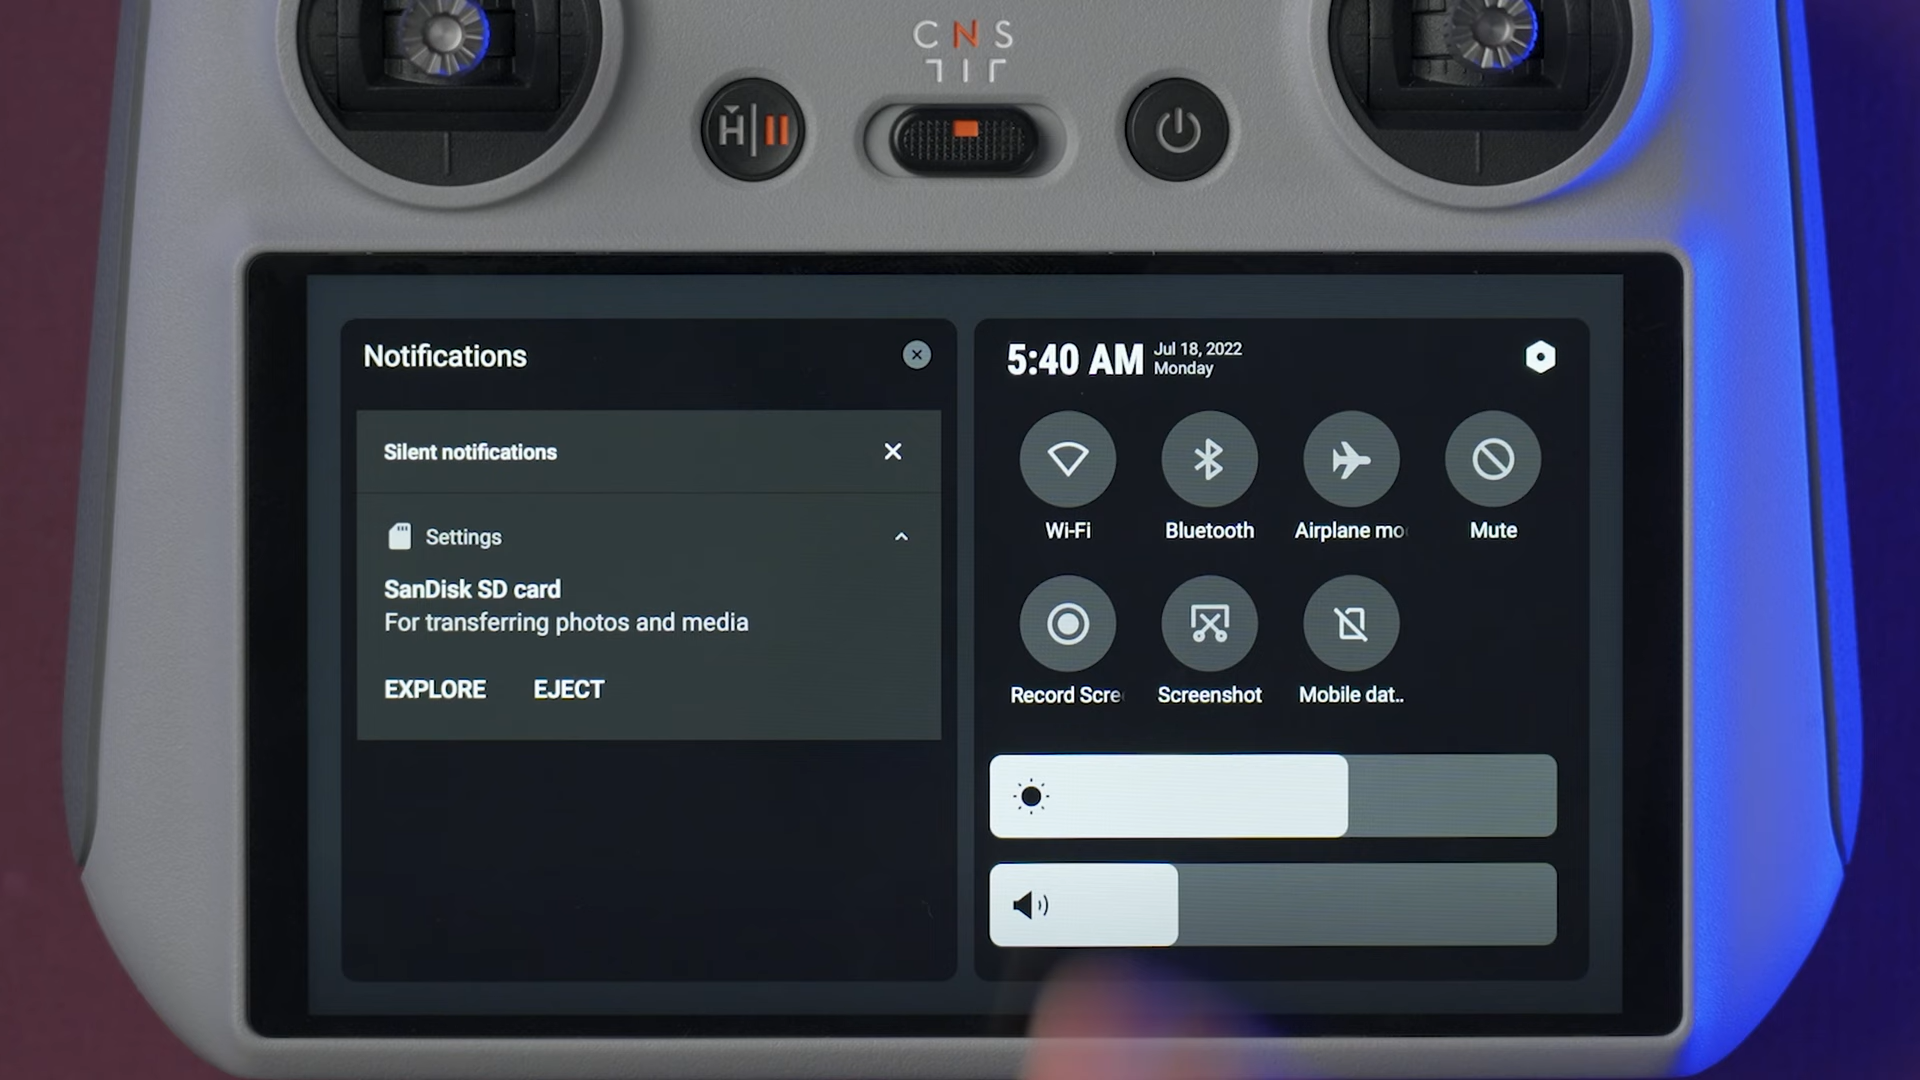 C N S
H
Notifications
Silent notifications
Settings
SanDisk SD card
For transferring photos and media
EXPLORE EJECT
5:40 AM
Jul 18, 2022
Monday
Wi-Fi Bluetooth Airplane mo Mute
Record Scre Screenshot Mobile dat..